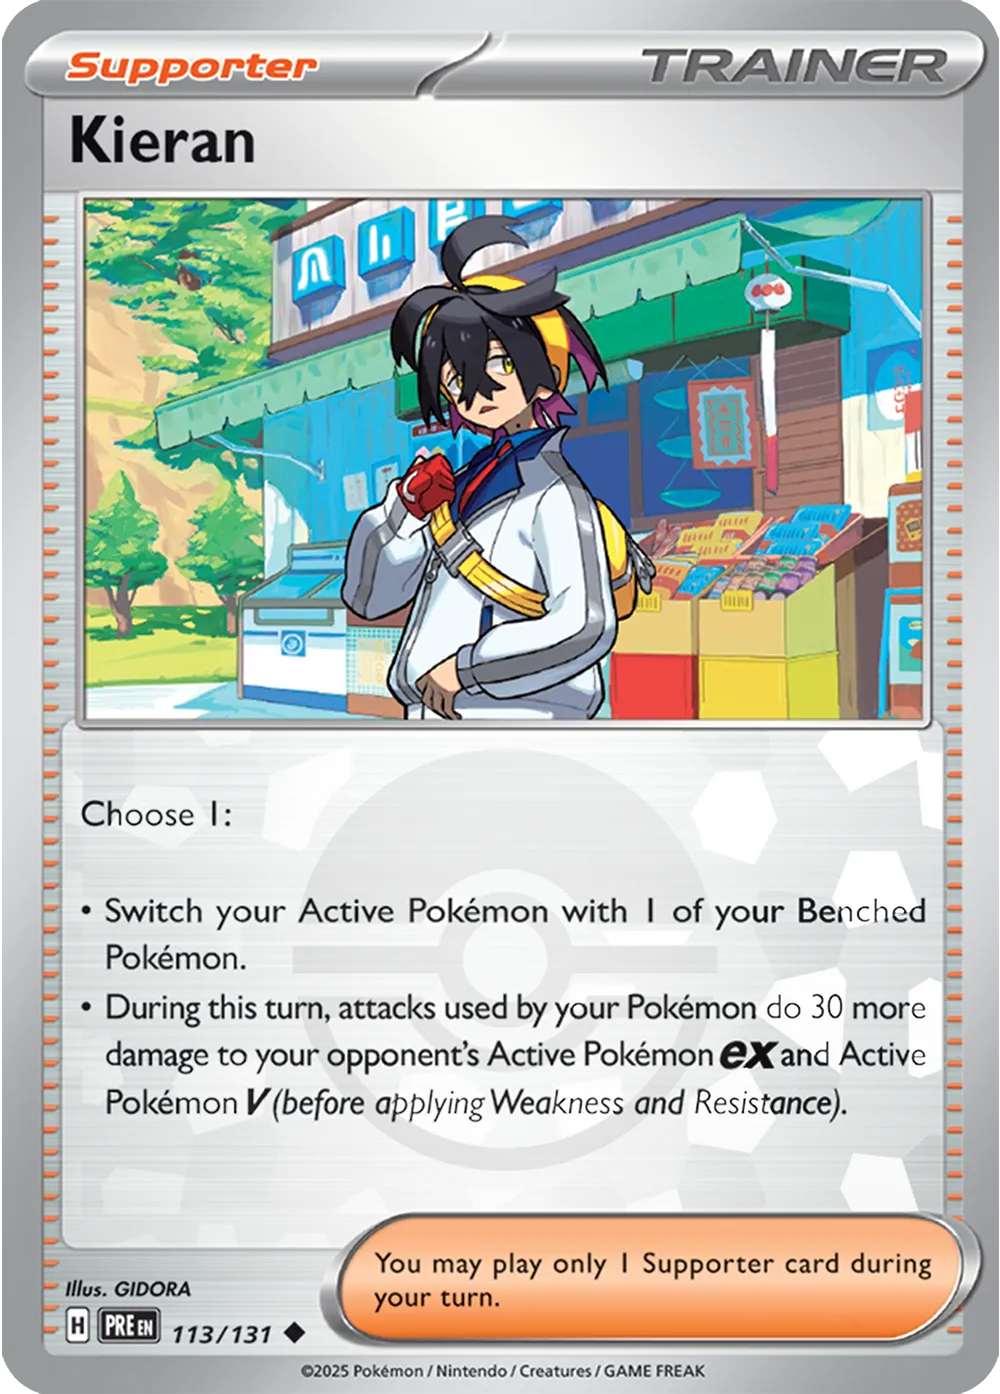 Supporter
TRAINER
Kieran
Choose 1:
• Switch your Active Pokémon with 1 of your Benched
Pokémon.
• During this turn, attacks used by your Pokémon do 30 more
damage to your opponent's Active Pokémon ex and Active
Pokémon V (before applying Weakness and Resistance).
You may play only 1 Supporter card during
your turn.
Illus. GIDORA
H PRE EN 113/131 ◆
©2025 Pokémon / Nintendo / Creatures / GAME FREAK